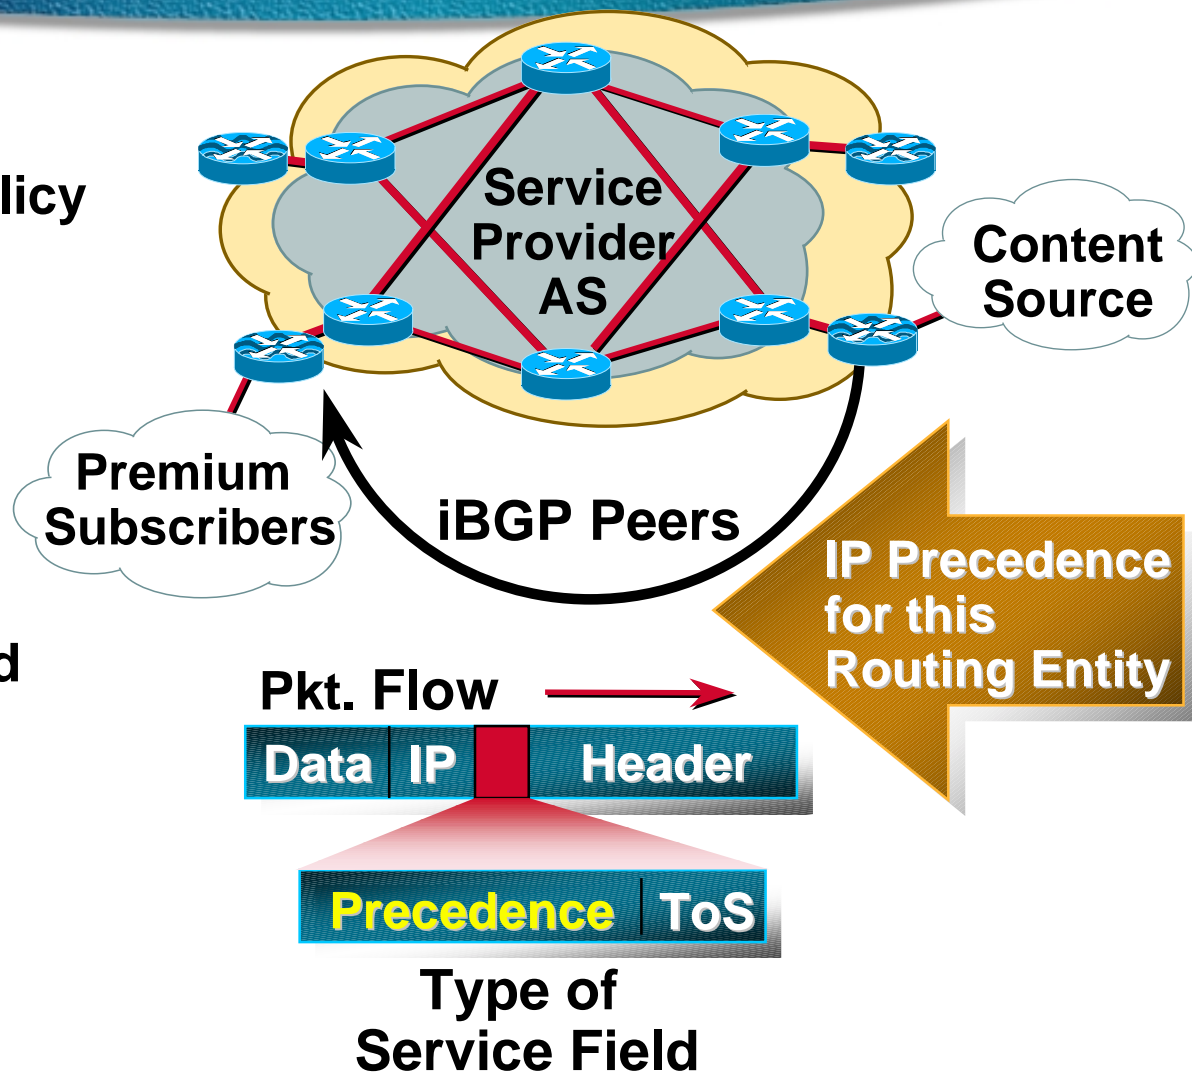 licy
Service
Provider
AS
Content
Source
Premium
Subscribers
iBGP Peers
IP Precedence
for this
Routing Entity
d
Pkt. Flow
Data IP Header
Precedence ToS
Type of
Service Field